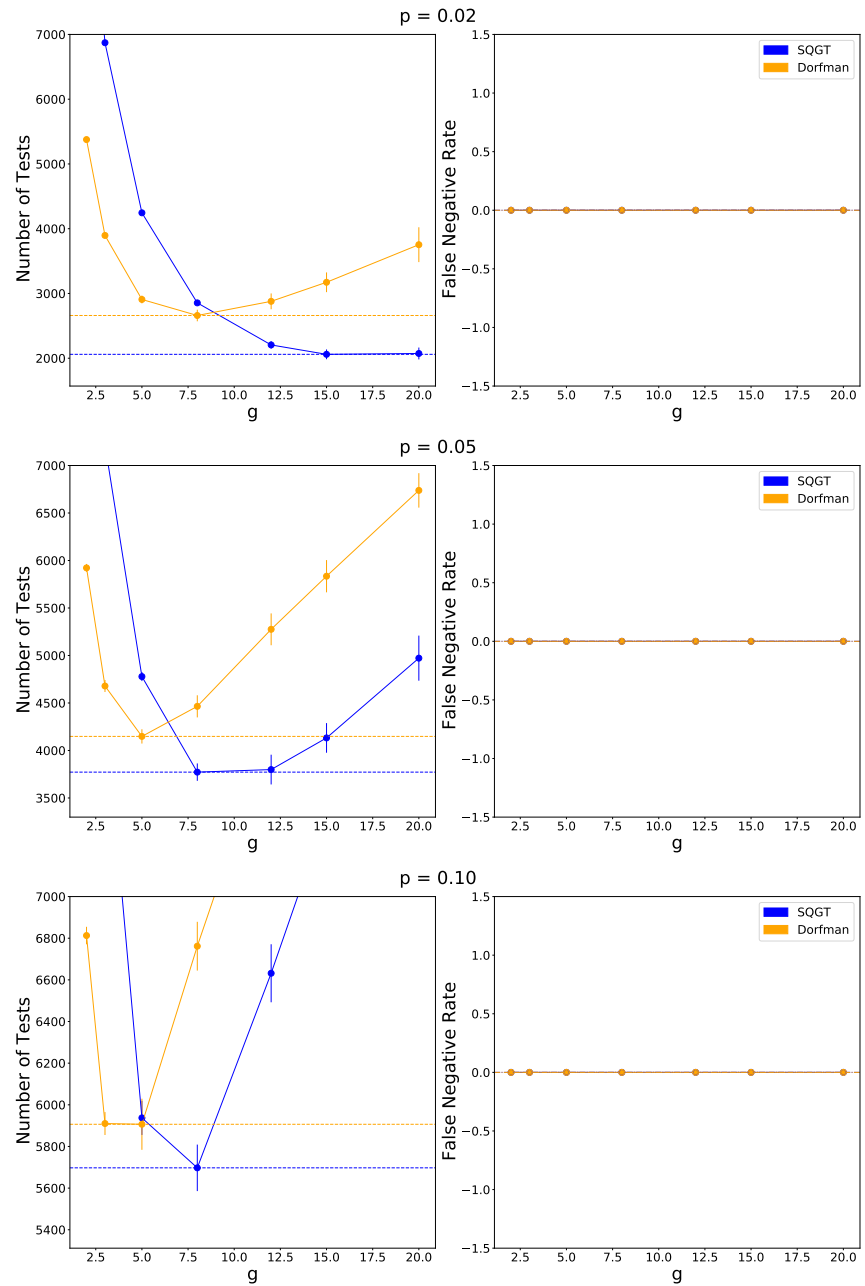 p = 0.02
7000
6000
5000
4000
3000
2000
Number of Tests
2.5 5.0 7.5 10.0 12.5 15.0 17.5 20.0
g
1.5
1.0
0.5
0.0
−0.5
−1.0
−1.5
False Negative Rate
SQGT
Dorfman
2.5 5.0 7.5 10.0 12.5 15.0 17.5 20.0
g
p = 0.05
7000
6500
6000
5500
5000
4500
4000
3500
Number of Tests
2.5 5.0 7.5 10.0 12.5 15.0 17.5 20.0
g
1.5
1.0
0.5
0.0
−0.5
−1.0
−1.5
False Negative Rate
SQGT
Dorfman
2.5 5.0 7.5 10.0 12.5 15.0 17.5 20.0
g
p = 0.10
7000
6800
6600
6400
6200
6000
5800
5600
5400
Number of Tests
2.5 5.0 7.5 10.0 12.5 15.0 17.5 20.0
g
1.5
1.0
0.5
0.0
−0.5
−1.0
−1.5
False Negative Rate
SQGT
Dorfman
2.5 5.0 7.5 10.0 12.5 15.0 17.5 20.0
g